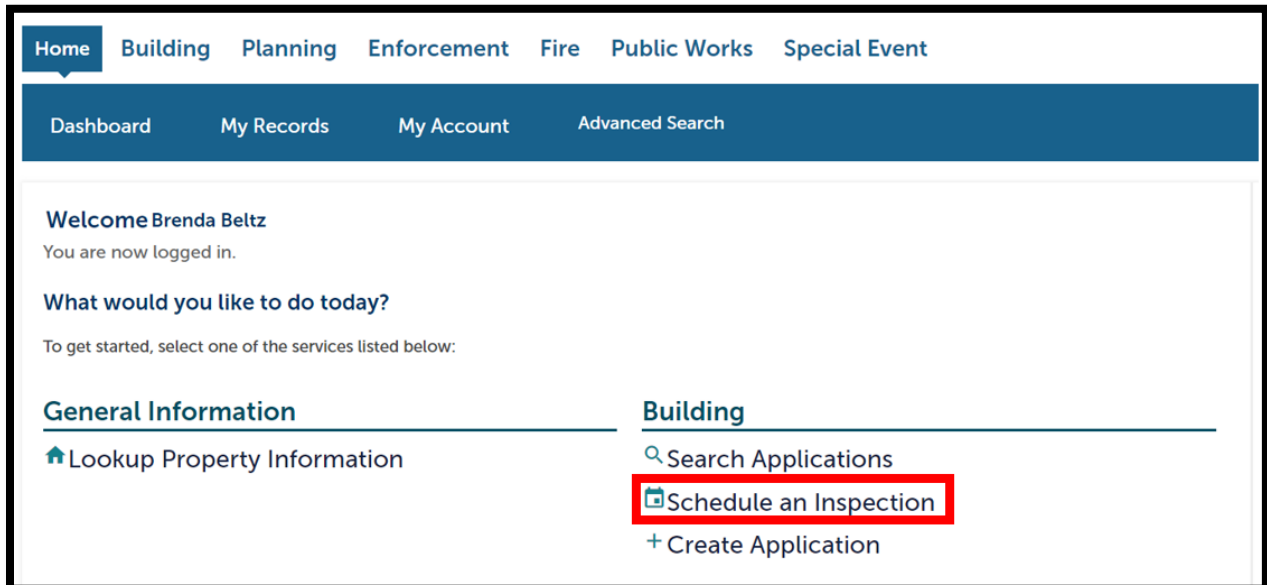 Home Building Planning Enforcement Fire Public Works Special Event
Dashboard My Records My Account Advanced Search
Welcome Brenda Beltz
You are now logged in.
What would you like to do today?
To get started, select one of the services listed below:
General Information
Lookup Property Information
Building
Search Applications
Schedule an Inspection
Create Application